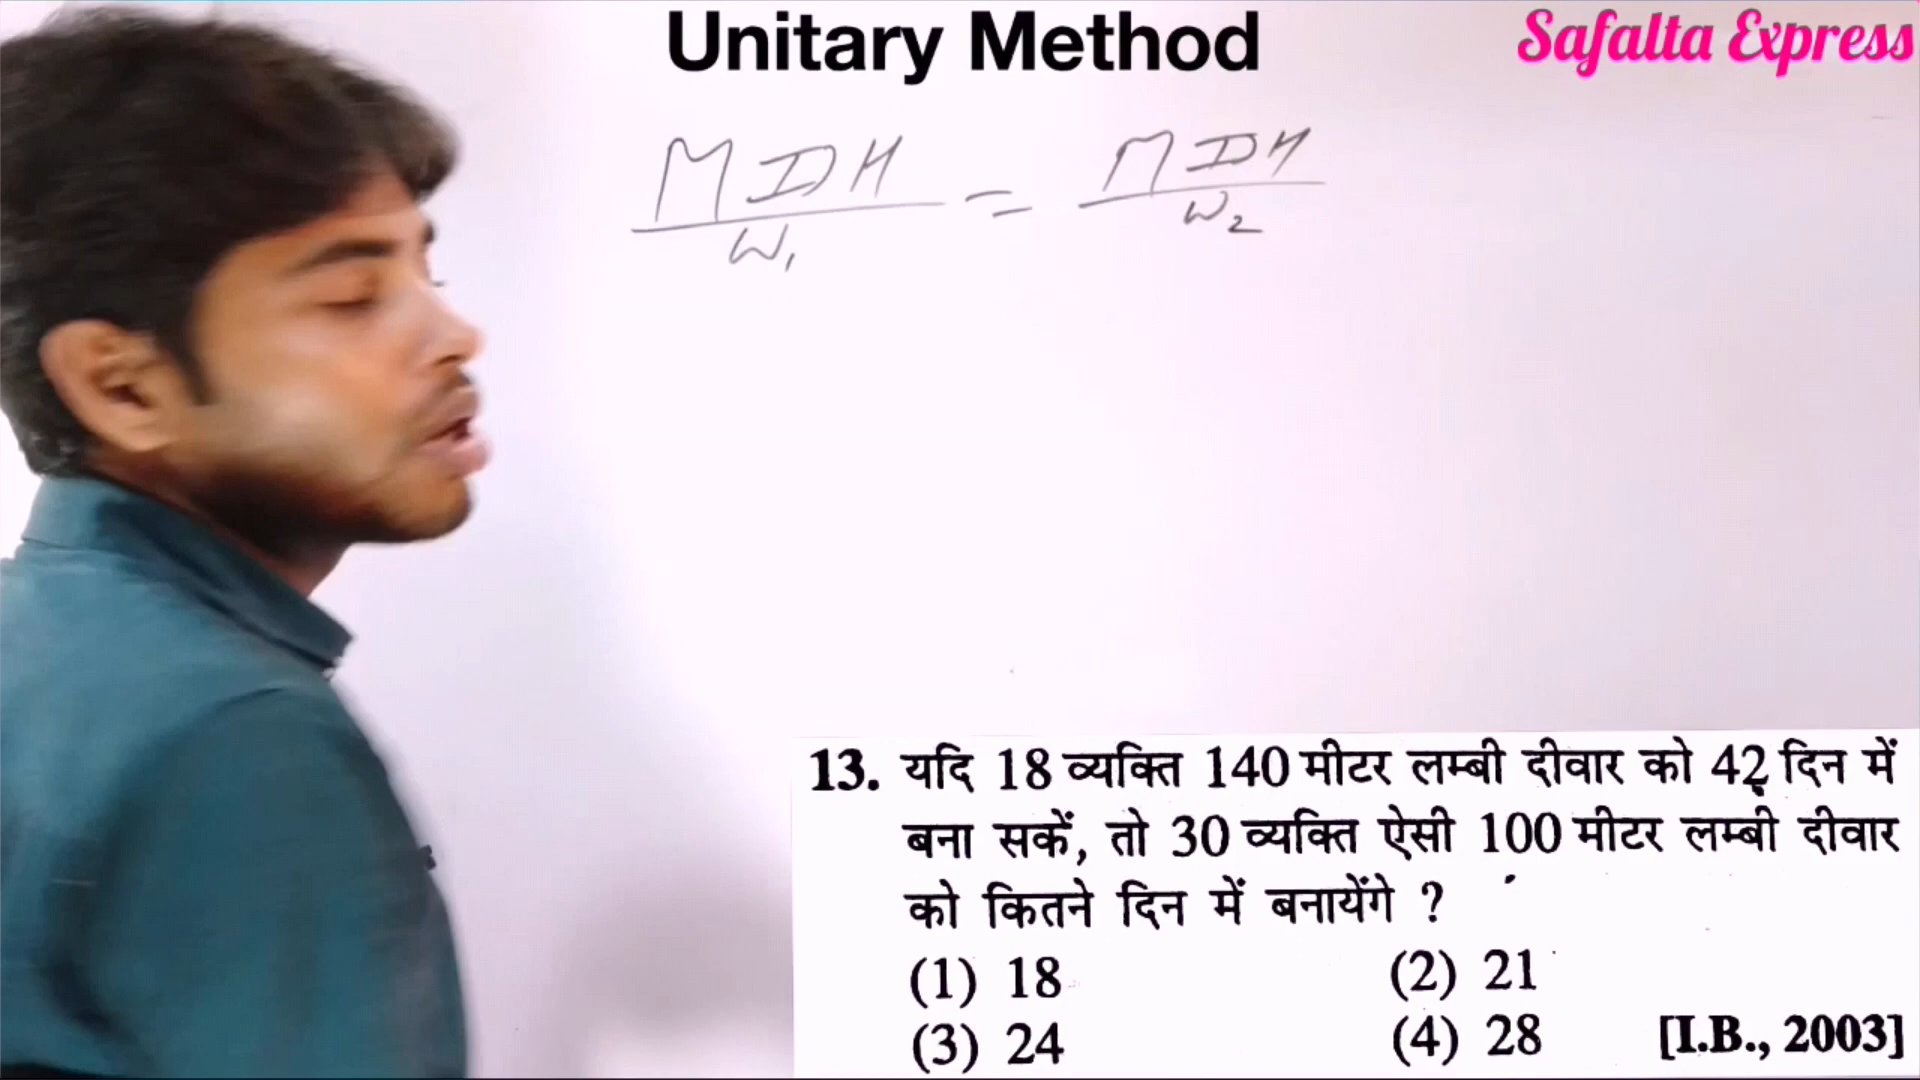 Unitary Method
Safalta Express
MDH/W₁ = MDH/W₂
13. यदि 18 व्यक्ति 140 मीटर लम्बी दीवार को 42 दिन में
बना सकें, तो 30 व्यक्ति ऐसी 100 मीटर लम्बी दीवार
को कितने दिन में बनायेंगे ?
(1) 18 (2) 21
(3) 24 (4) 28 [I.B., 2003]